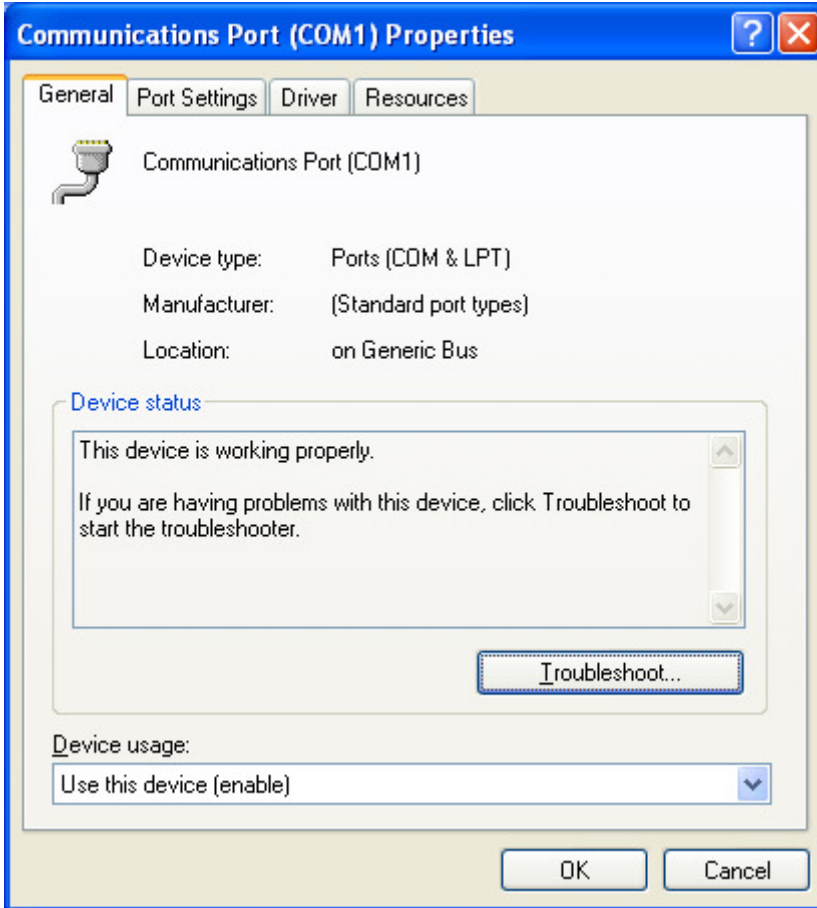 Communications Port (COM1) Properties
?
General Port Settings Driver Resources
Communications Port (COM1)
Device type: Ports (COM & LPT)
Manufacturer: (Standard port types)
Location: on Generic Bus
Device status
This device is working properly.
If you are having problems with this device, click Troubleshoot to
start the troubleshooter.
Troubleshoot...
Device usage:
Use this device (enable)
OK Cancel